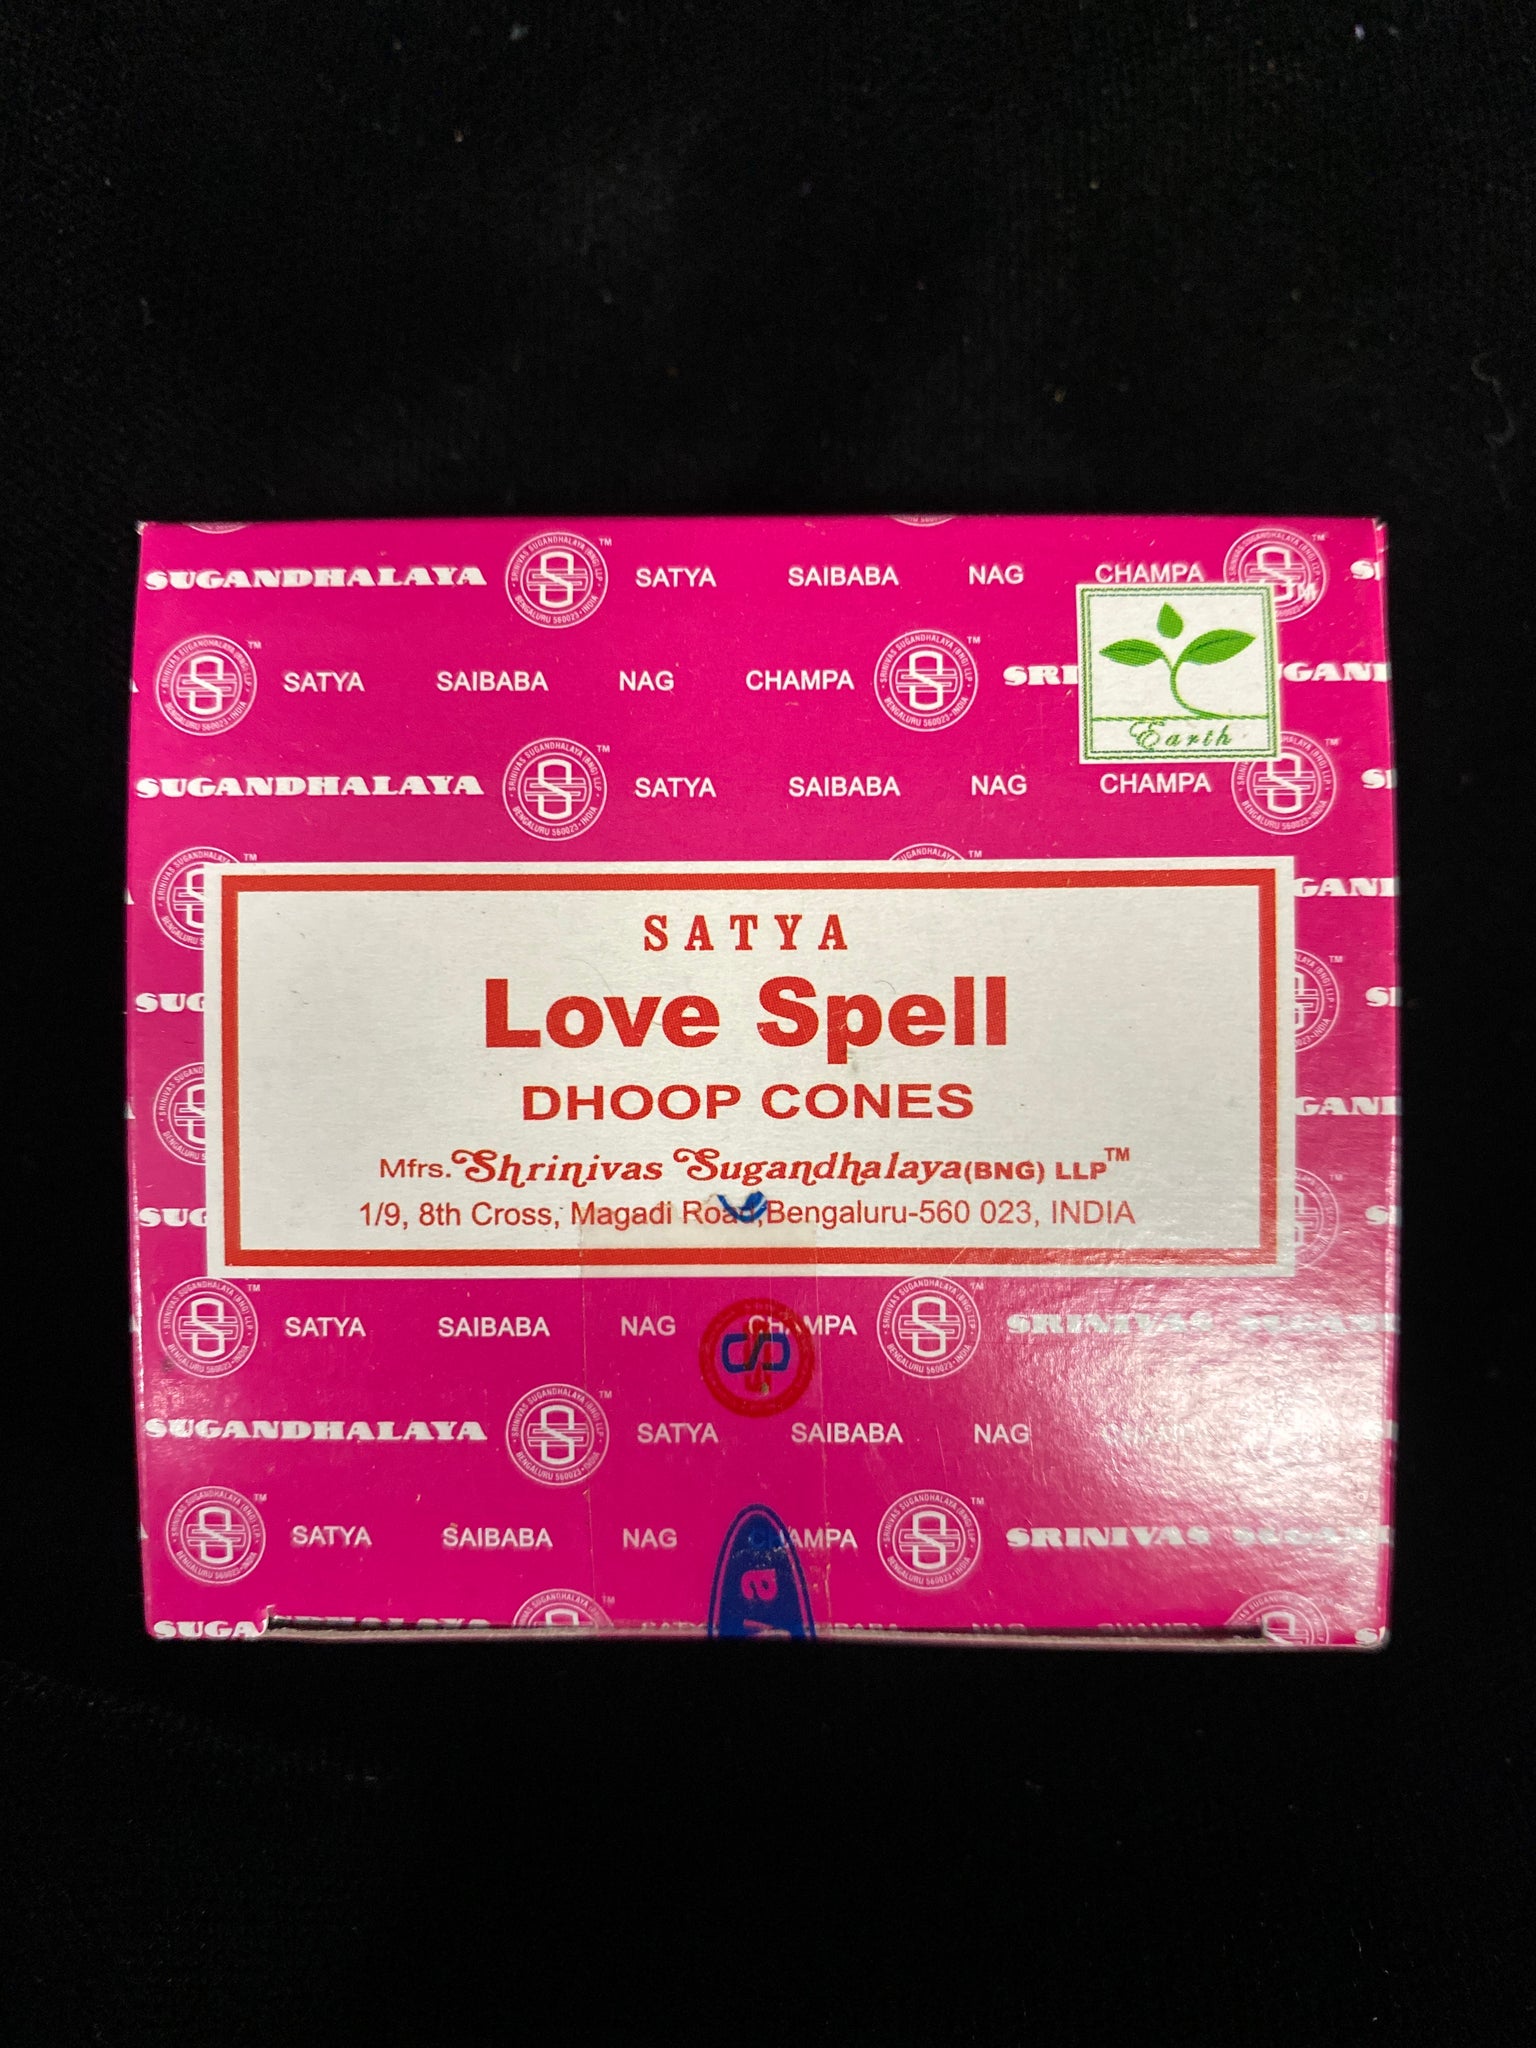 SUGANDHALAYA SATYA SAIBABA NAG CHAMPA
SATYA SAIBABA NAG CHAMPA
SUGANDHALAYA SATYA SAIBABA NAG CHAMPA
Earth
SATYA
Love Spell
DHOOP CONES
Mfrs. Shrinivas Sugandhalaya (BNG) LLP™
1/9, 8th Cross, Magadi Road, Bengaluru-560 023, INDIA
SATYA SAIBABA NAG CHAMPA SRINIVAS
SUGANDHALAYA SATYA SAIBABA NAG
SATYA SAIBABA NAG SRINIVAS